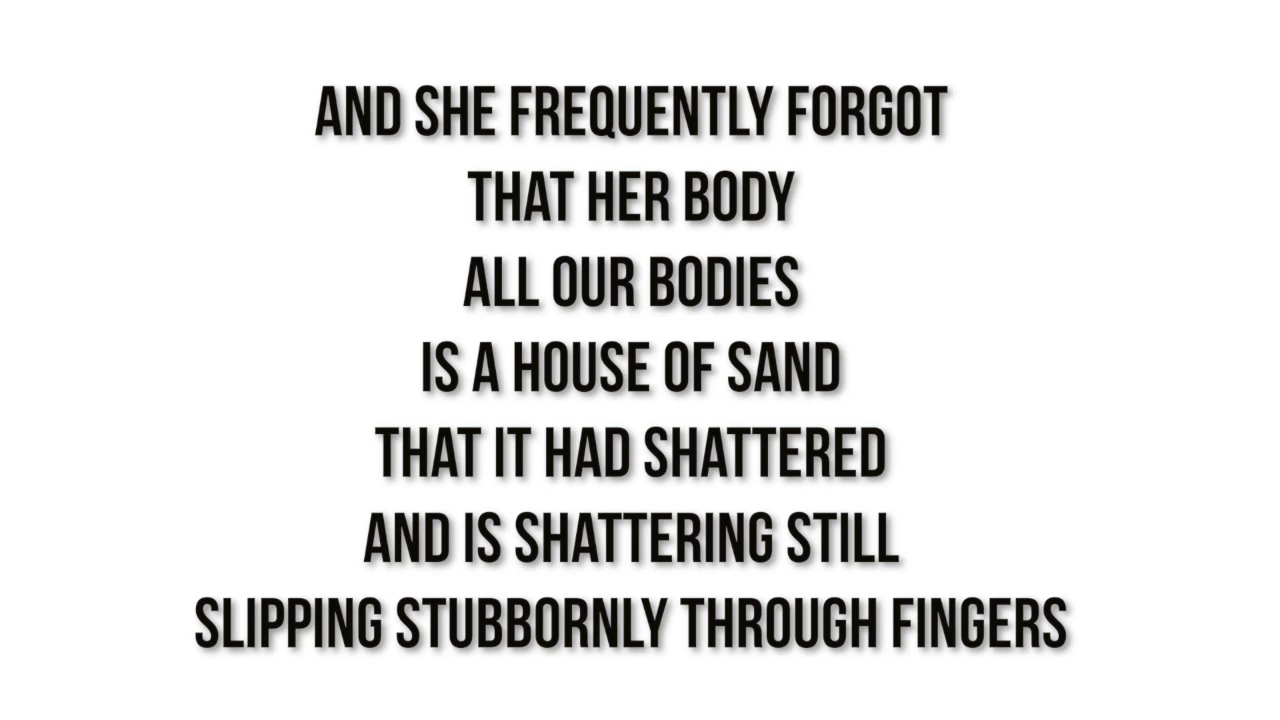 AND SHE FREQUENTLY FORGOT
THAT HER BODY
ALL OUR BODIES
IS A HOUSE OF SAND
THAT IT HAD SHATTERED
AND IS SHATTERING STILL
SLIPPING STUBBORNLY THROUGH FINGERS